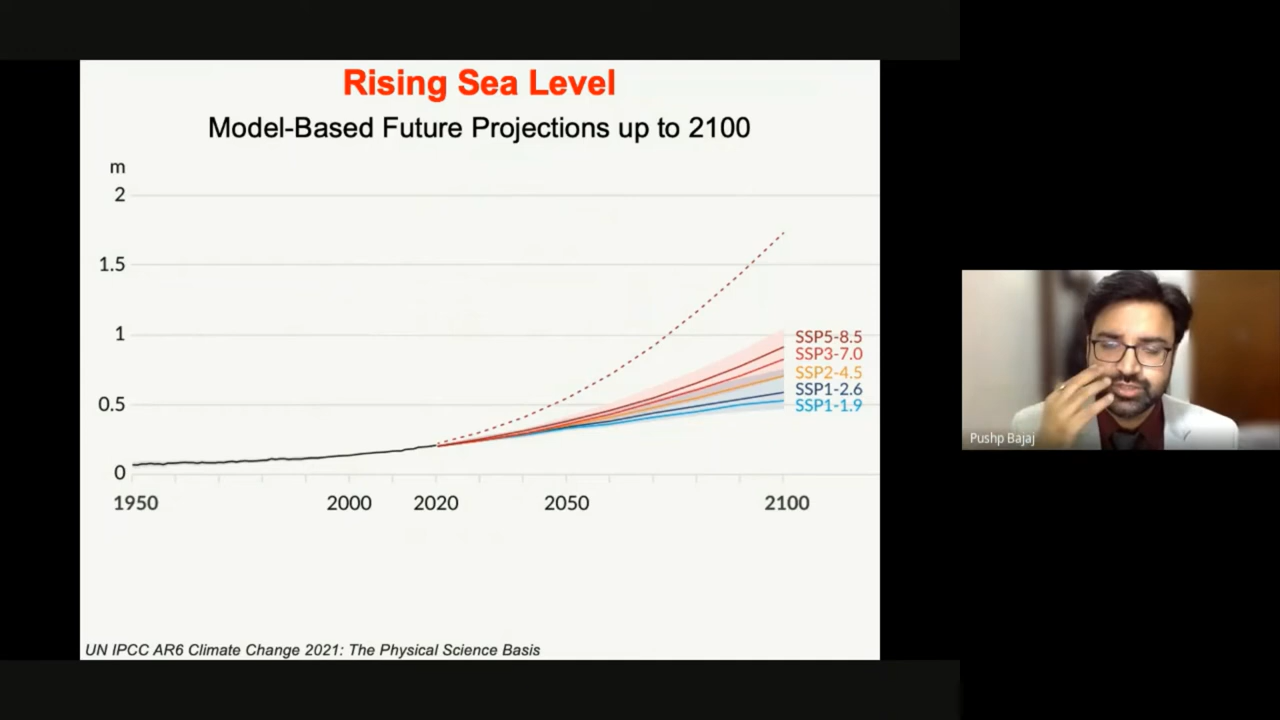 Rising Sea Level
Model-Based Future Projections up to 2100
m
2
1.5
1
0.5
0
SSP5-8.5
SSP3-7.0
SSP2-4.5
SSP1-2.6
SSP1-1.9
1950 2000 2020 2050 2100
UN IPCC AR6 Climate Change 2021: The Physical Science Basis
Pushp Bajaj